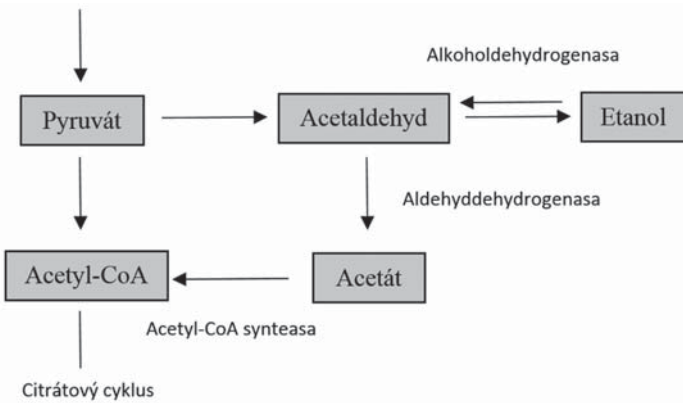 Alkoholdehydrogenasa
Pyruvát
Acetaldehyd
Etanol
Aldehyddehydrogenasa
Acetyl-CoA
Acetát
Acetyl-CoA synteasa
Citrátový cyklus